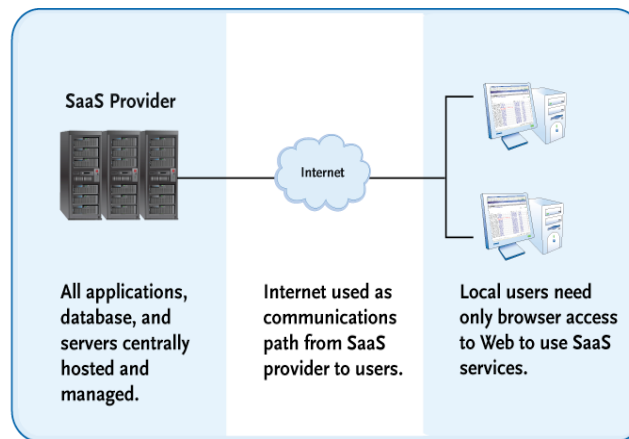 SaaS Provider
Internet
All applications,
database, and
servers centrally
hosted and
managed.
Internet used as
communications
path from SaaS
provider to users.
Local users need
only browser access
to Web to use SaaS
services.